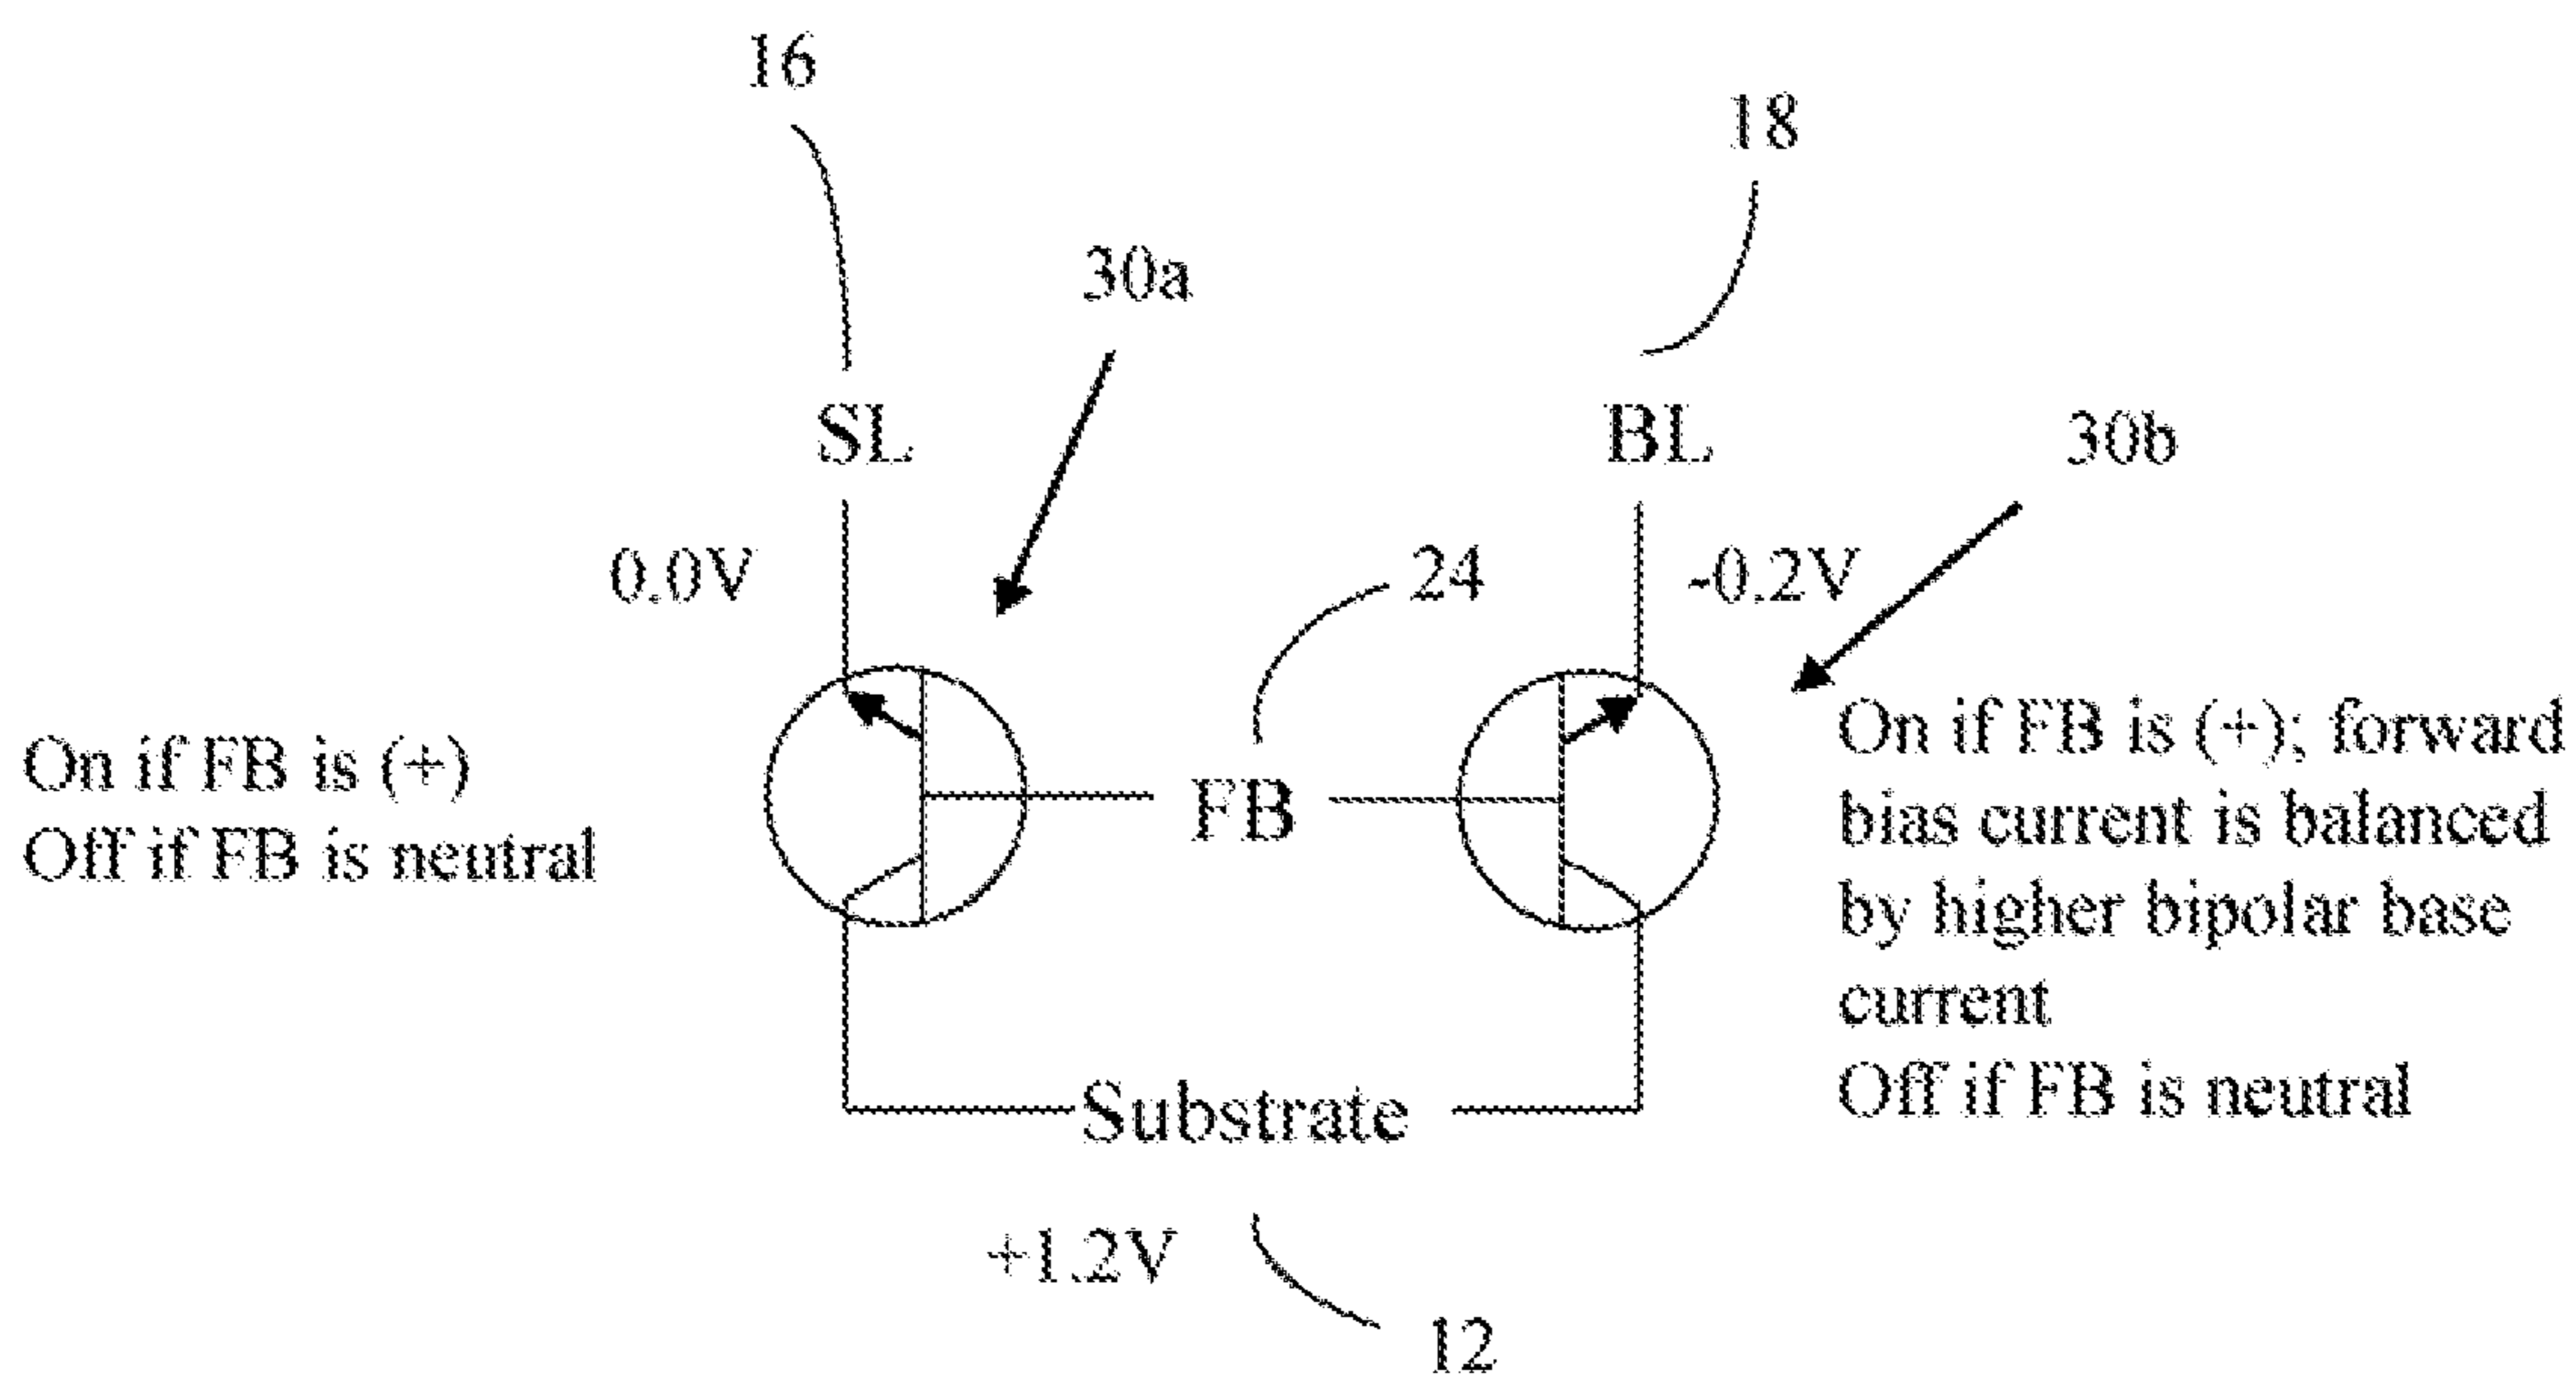 16
18
30a
SL
BL
30b
0.0V
24
-0.2V
On if FB is (+)
Off if FB is neutral
FB
On if FB is (+); forward
bias current is balanced
by higher bipolar base
current
Off if FB is neutral
Substrate
+1.2V
12